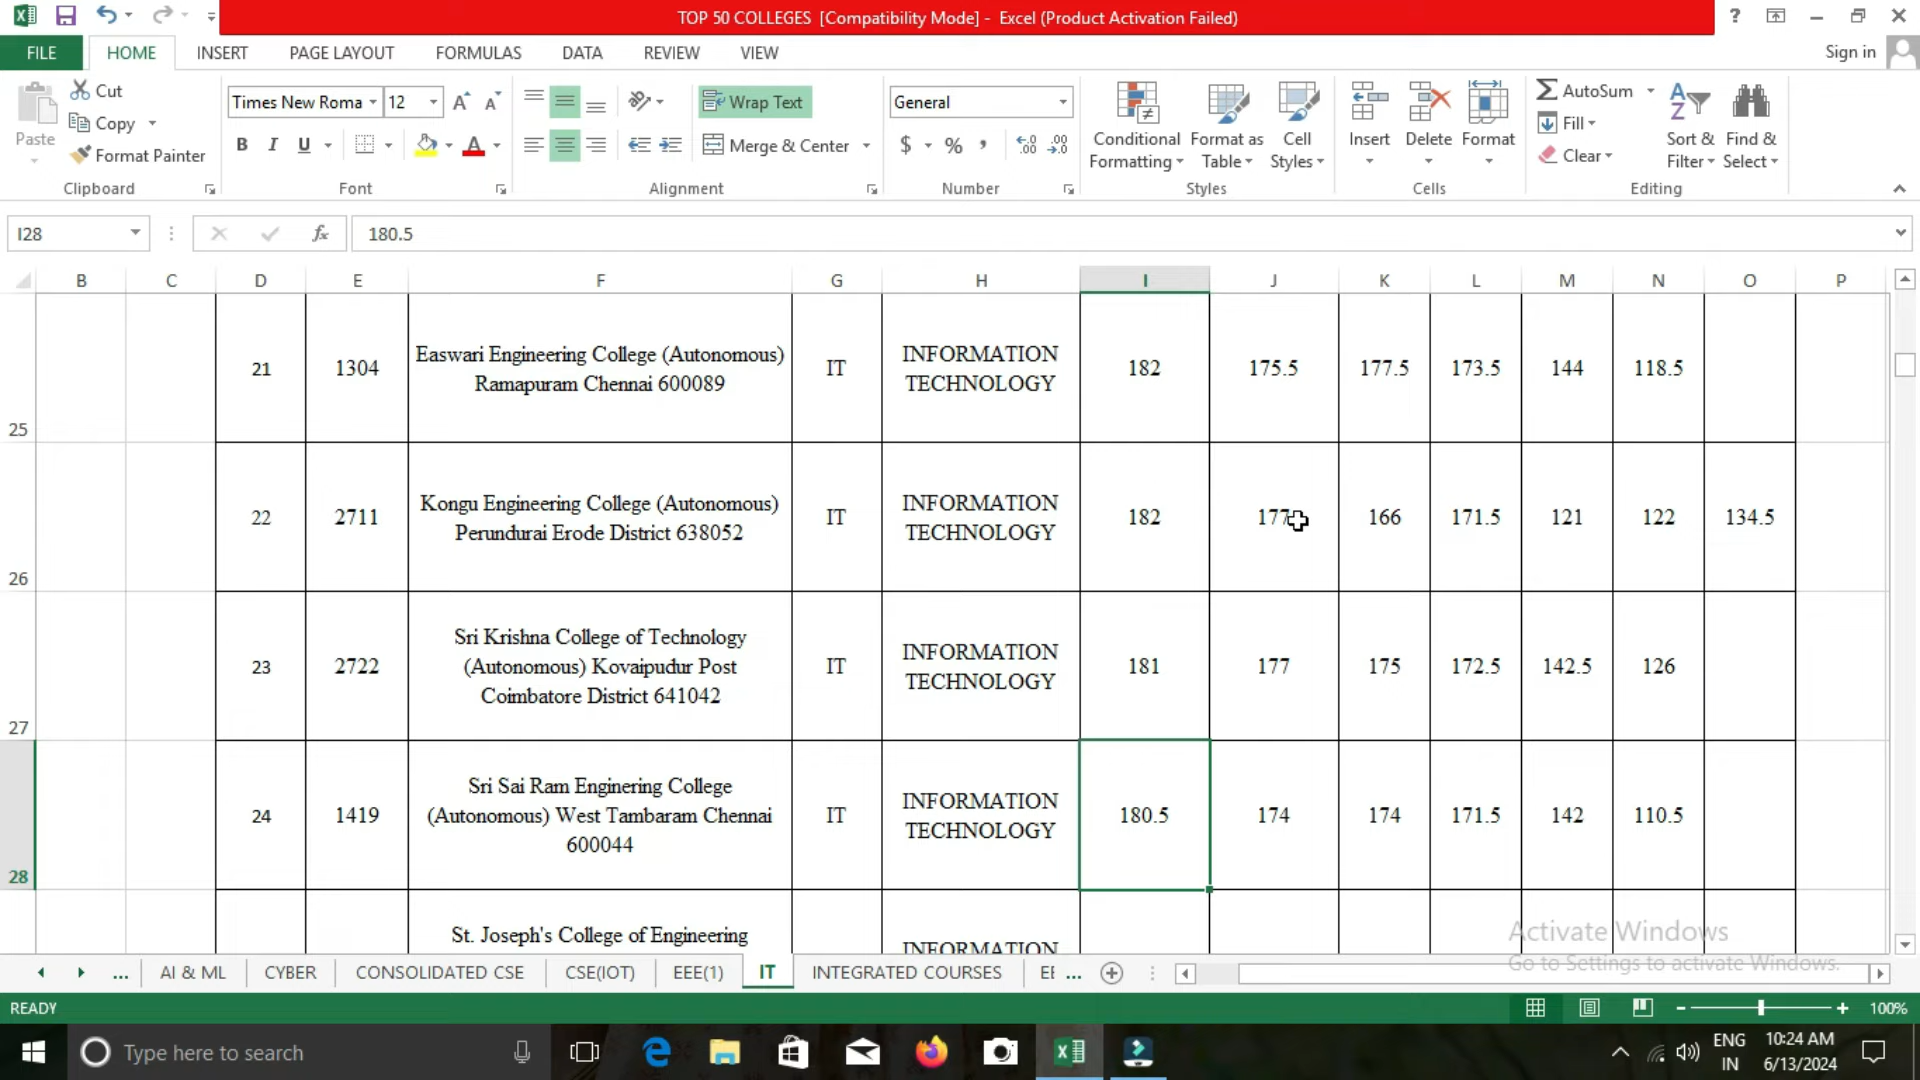 TOP 50 COLLEGES [Compatibility Mode] - Excel (Product Activation Failed)
?
FILE
HOME
INSERT
PAGE LAYOUT
FORMULAS
DATA
REVIEW
VIEW
Sign in
Paste
Cut
Copy
Format Painter
Clipboard
Times New Roma
12
B I U
Font
Wrap Text
Merge & Center
Alignment
General
$ % ,
Number
Conditional
Formatting
Format as
Table
Cell
Styles
Styles
Insert
Delete
Format
Cells
AutoSum
Fill
Clear
Sort &
Filter
Find &
Select
Editing
I28
fx
180.5
B C D E F G H I J K L M N O P
25
21
1304
Easwari Engineering College (Autonomous)
Ramapuram Chennai 600089
IT
INFORMATION
TECHNOLOGY
182
175.5
177.5
173.5
144
118.5
26
22
2711
Kongu Engineering College (Autonomous)
Perundurai Erode District 638052
IT
INFORMATION
TECHNOLOGY
182
177
166
171.5
121
122
134.5
27
23
2722
Sri Krishna College of Technology
(Autonomous) Kovaipudur Post
Coimbatore District 641042
IT
INFORMATION
TECHNOLOGY
181
177
175
172.5
142.5
126
28
24
1419
Sri Sai Ram Enginering College
(Autonomous) West Tambaram Chennai
600044
IT
INFORMATION
TECHNOLOGY
180.5
174
174
171.5
142
110.5
St. Joseph's College of Engineering
INFORMATION
Activate Windows
Go to Settings to activate Windows.
...
AI & ML
CYBER
CONSOLIDATED CSE
CSE(IOT)
EEE(1)
IT
INTEGRATED COURSES
EE ...
READY
100%
Type here to search
ENG
IN
10:24 AM
6/13/2024